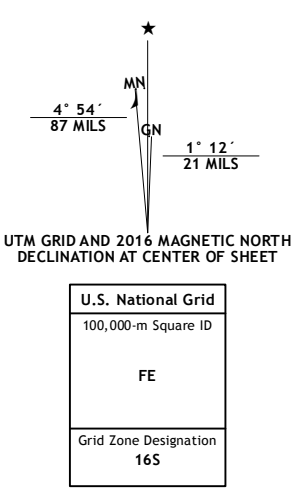 MN
4° 54´
87 MILS
GN
1° 12´
21 MILS
UTM GRID AND 2016 MAGNETIC NORTH
DECLINATION AT CENTER OF SHEET
U.S. National Grid
100,000-m Square ID
FE
Grid Zone Designation
16S